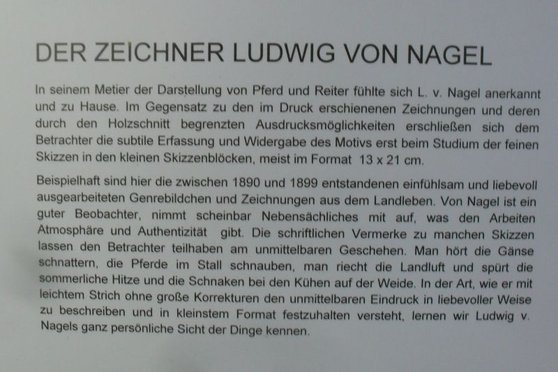 DER ZEICHNER LUDWIG VON NAGEL
In seinem Metier der Darstellung von Pferd und Reiter fühlte sich L. v. Nagel anerkannt
und zu Hause. Im Gegensatz zu den im Druck erschienenen Zeichnungen und deren
durch den Holzschnitt begrenzten Ausdrucksmöglichkeiten erschließen sich dem
Betrachter die subtile Erfassung und Widergabe des Motivs erst beim Studium der feinen
Skizzen in den kleinen Skizzenblöcken, meist im Format 13 x 21 cm.
Beispielhaft sind hier die zwischen 1890 und 1899 entstandenen einfühlsam und liebevoll
ausgearbeiteten Genrebildchen und Zeichnungen aus dem Landleben. Von Nagel ist ein
guter Beobachter, nimmt scheinbar Nebensächliches mit auf, was den Arbeiten
Atmosphäre und Authentizität gibt. Die schriftlichen Vermerke zu manchen Skizzen
lassen den Betrachter teilhaben am unmittelbaren Geschehen. Man hört die Gänse
schnattern, die Pferde im Stall schnauben, man riecht die Landluft und spürt die
sommerliche Hitze und die Schnaken bei den Kühen auf der Weide. In der Art, wie er mit
leichtem Strich ohne große Korrekturen den unmittelbaren Eindruck in liebevoller Weise
zu beschreiben und in kleinstem Format festzuhalten versteht, lernen wir Ludwig v.
Nagels ganz persönliche Sicht der Dinge kennen.